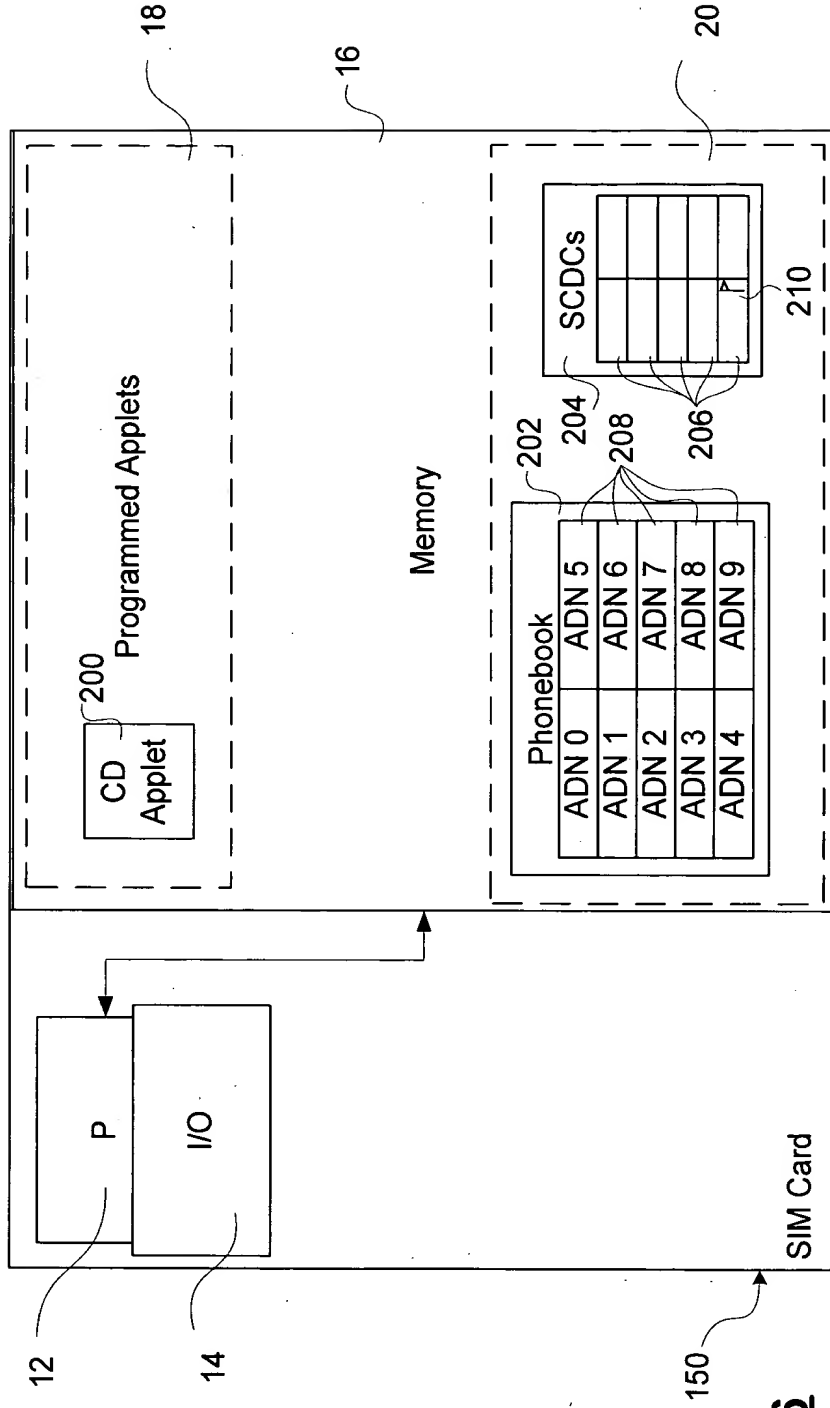 12
14
150
P
I/O
SIM Card
18
16
20
200
CD
Applet
Programmed Applets
Memory
202
Phonebook
ADN 0 ADN 5
ADN 1 ADN 6
ADN 2 ADN 7
ADN 3 ADN 8
ADN 4 ADN 9
208
204
SCDCs
206
210